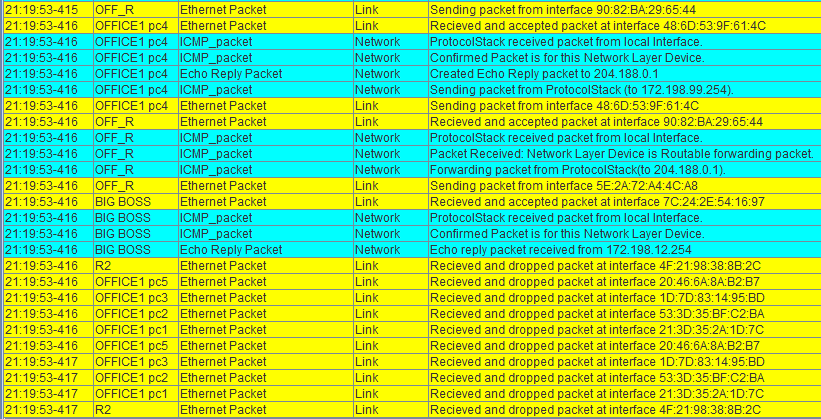 21:19:53-415 OFF_R Ethernet Packet Link Sending packet from interface 90:82:BA:29:65:44
21:19:53-416 OFFICE1 pc4 Ethernet Packet Link Recieved and accepted packet at interface 48:6D:53:9F:61:4C
21:19:53-416 OFFICE1 pc4 ICMP_packet Network ProtocolStack received packet from local Interface.
21:19:53-416 OFFICE1 pc4 ICMP_packet Network Confirmed Packet is for this Network Layer Device.
21:19:53-416 OFFICE1 pc4 Echo Reply Packet Network Created Echo Reply packet to 204.188.0.1
21:19:53-416 OFFICE1 pc4 ICMP_packet Network Sending packet from ProtocolStack (to 172.198.99.254).
21:19:53-416 OFFICE1 pc4 Ethernet Packet Link Sending packet from interface 48:6D:53:9F:61:4C
21:19:53-416 OFF_R Ethernet Packet Link Recieved and accepted packet at interface 90:82:BA:29:65:44
21:19:53-416 OFF_R ICMP_packet Network ProtocolStack received packet from local Interface.
21:19:53-416 OFF_R ICMP_packet Network Packet Received: Network Layer Device is Routable forwarding packet.
21:19:53-416 OFF_R ICMP_packet Network Forwarding packet from ProtocolStack(to 204.188.0.1).
21:19:53-416 OFF_R Ethernet Packet Link Sending packet from interface 5E:2A:72:A4:4C:A8
21:19:53-416 BIG BOSS Ethernet Packet Link Recieved and accepted packet at interface 7C:24:2E:54:16:97
21:19:53-416 BIG BOSS ICMP_packet Network ProtocolStack received packet from local Interface.
21:19:53-416 BIG BOSS ICMP_packet Network Confirmed Packet is for this Network Layer Device.
21:19:53-416 BIG BOSS Echo Reply Packet Network Echo reply packet received from 172.198.12.254
21:19:53-416 R2 Ethernet Packet Link Recieved and dropped packet at interface 4F:21:98:38:8B:2C
21:19:53-416 OFFICE1 pc5 Ethernet Packet Link Recieved and dropped packet at interface 20:46:6A:8A:B2:B7
21:19:53-416 OFFICE1 pc3 Ethernet Packet Link Recieved and dropped packet at interface 1D:7D:83:14:95:BD
21:19:53-416 OFFICE1 pc2 Ethernet Packet Link Recieved and dropped packet at interface 53:3D:35:BF:C2:BA
21:19:53-416 OFFICE1 pc1 Ethernet Packet Link Recieved and dropped packet at interface 21:3D:35:2A:1D:7C
21:19:53-416 OFFICE1 pc5 Ethernet Packet Link Recieved and dropped packet at interface 20:46:6A:8A:B2:B7
21:19:53-417 OFFICE1 pc3 Ethernet Packet Link Recieved and dropped packet at interface 1D:7D:83:14:95:BD
21:19:53-417 OFFICE1 pc2 Ethernet Packet Link Recieved and dropped packet at interface 53:3D:35:BF:C2:BA
21:19:53-417 OFFICE1 pc1 Ethernet Packet Link Recieved and dropped packet at interface 21:3D:35:2A:1D:7C
21:19:53-417 R2 Ethernet Packet Link Recieved and dropped packet at interface 4F:21:98:38:8B:2C